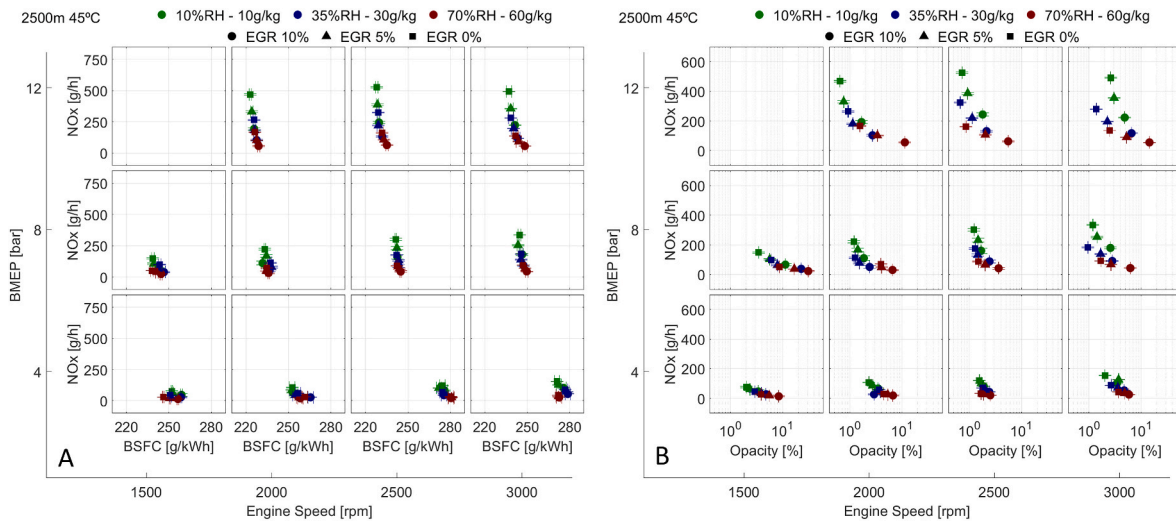 2500m 45ºC
10%RH - 10g/kg 35%RH - 30g/kg 70%RH - 60g/kg
EGR 10% EGR 5% EGR 0%
BMEP [bar]
12
8
4
NOx [g/h]
750
500
250
0
NOx [g/h]
750
500
250
0
NOx [g/h]
750
500
250
0
220 250 280 220 250 280 220 250 280 220 250 280
BSFC [g/kWh] BSFC [g/kWh] BSFC [g/kWh] BSFC [g/kWh]
A
1500 2000 2500 3000
Engine Speed [rpm]
2500m 45ºC
10%RH - 10g/kg 35%RH - 30g/kg 70%RH - 60g/kg
EGR 10% EGR 5% EGR 0%
BMEP [bar]
12
8
4
NOx [g/h]
600
400
200
0
NOx [g/h]
600
400
200
0
NOx [g/h]
600
400
200
0
10⁰ 10¹ 10⁰ 10¹ 10⁰ 10¹ 10⁰ 10¹
Opacity [%] Opacity [%] Opacity [%] Opacity [%]
B
1500 2000 2500 3000
Engine Speed [rpm]